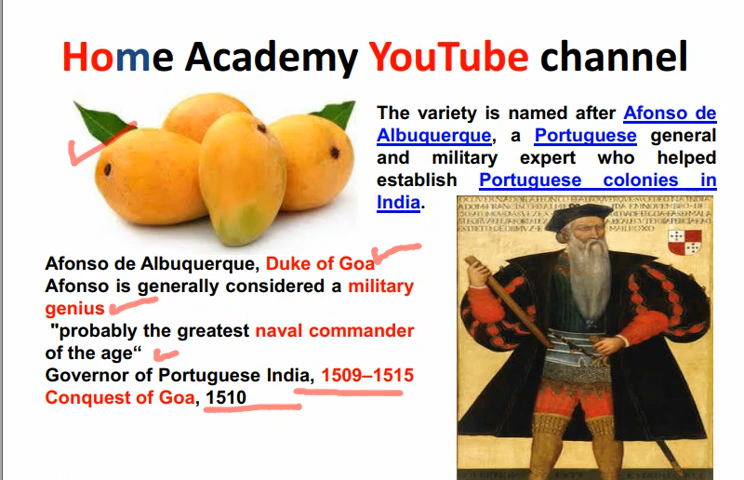 Home Academy YouTube channel
The variety is named after Afonso de
Albuquerque, a Portuguese general
and military expert who helped
establish Portuguese colonies in
India.
Afonso de Albuquerque, Duke of Goa
Afonso is generally considered a military
genius
"probably the greatest naval commander
of the age“
Governor of Portuguese India, 1509–1515
Conquest of Goa, 1510